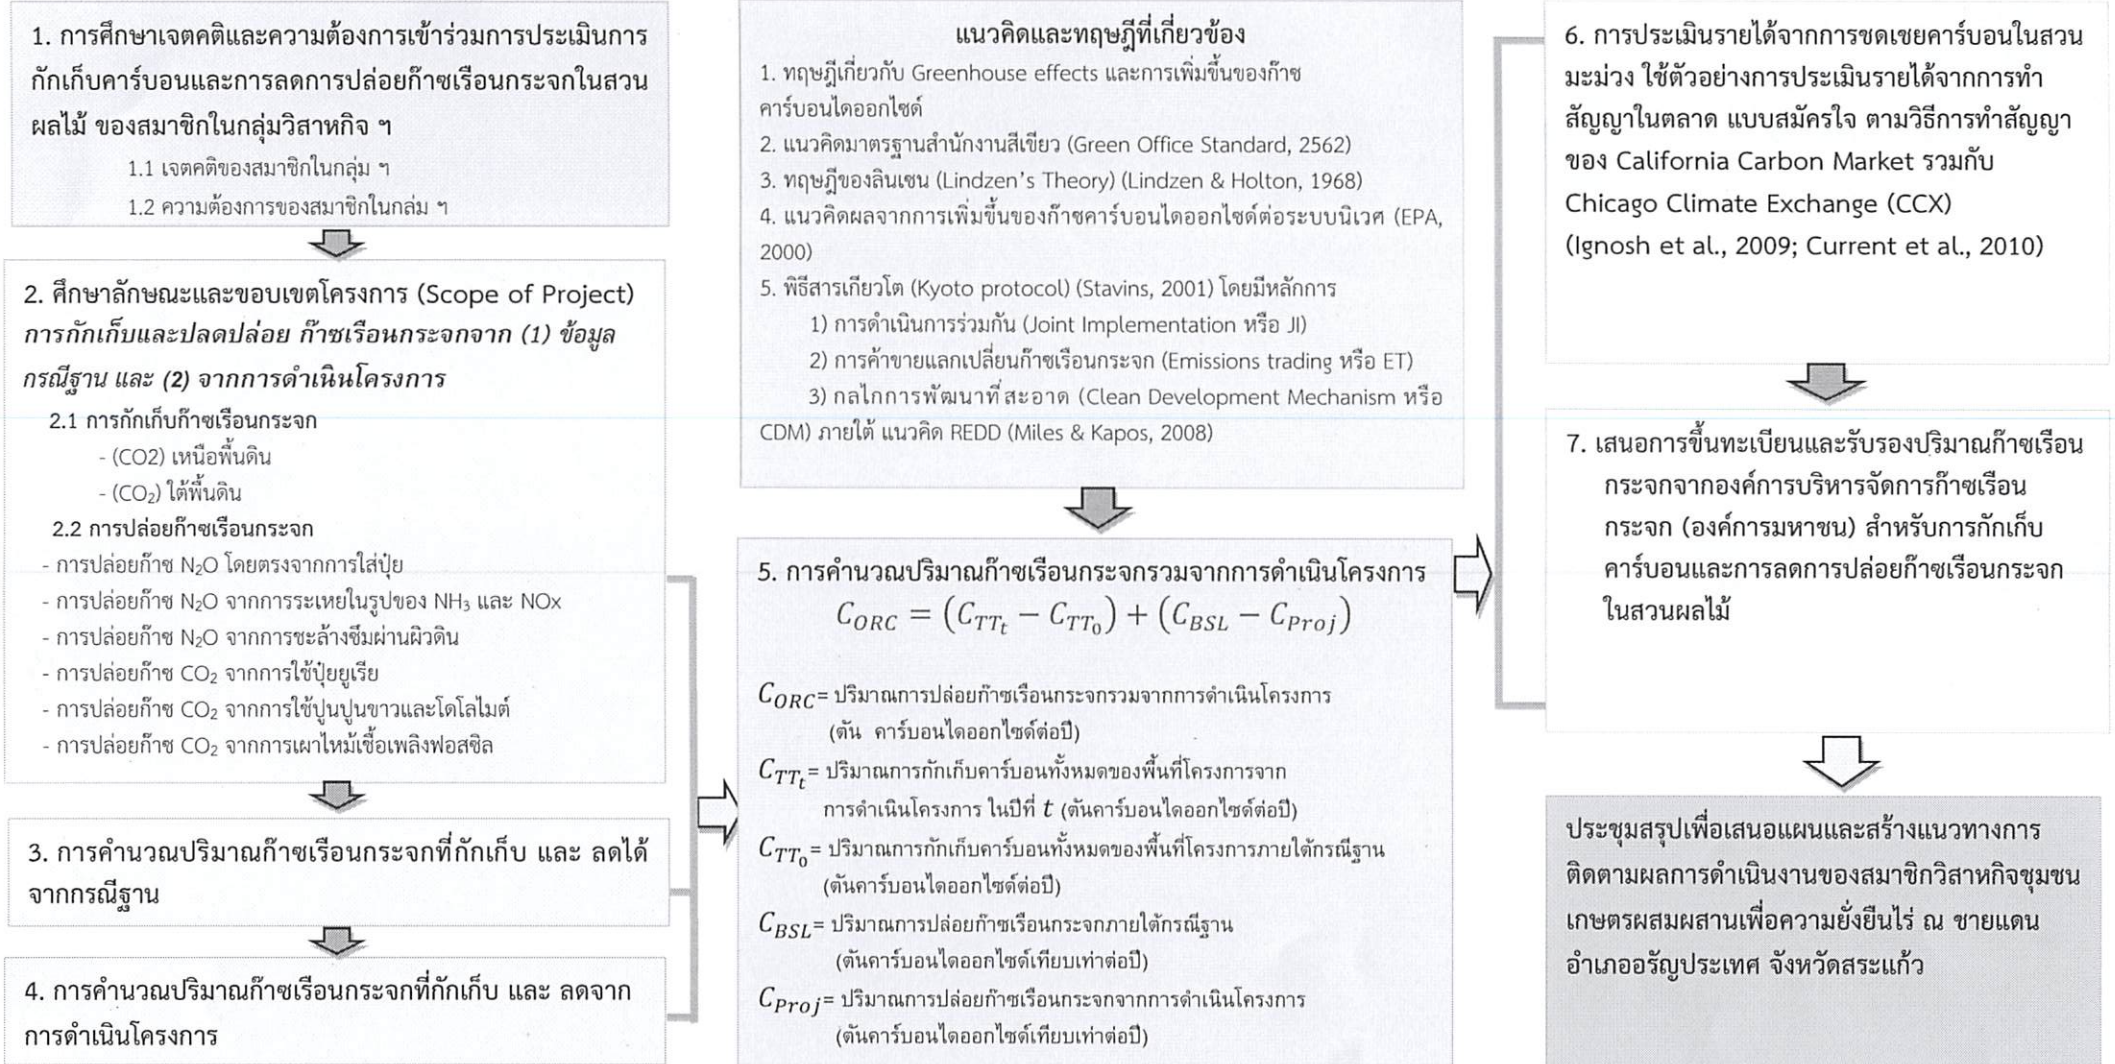 1. การศึกษาเจตคติและความต้องการเข้าร่วมการประเมินการ
กักเก็บคาร์บอนและการลดการปล่อยก๊าซเรือนกระจกในสวน
ผลไม้ ของสมาชิกในกลุ่มวิสาหกิจ ฯ
1.1 เจตคติของสมาชิกในกลุ่ม ฯ
1.2 ความต้องการของสมาชิกในกลุ่ม ฯ
2. ศึกษาลักษณะและขอบเขตโครงการ (Scope of Project)
การกักเก็บและปลดปล่อย ก๊าซเรือนกระจกจาก (1) ข้อมูล
กรณีฐาน และ (2) จากการดำเนินโครงการ
2.1 การกักเก็บก๊าซเรือนกระจก
- (CO2) เหนือพื้นดิน
- (CO₂) ใต้พื้นดิน
2.2 การปล่อยก๊าซเรือนกระจก
- การปล่อยก๊าซ N₂O โดยตรงจากการใส่ปุ๋ย
- การปล่อยก๊าซ N₂O จากการระเหยในรูปของ NH₃ และ NOx
- การปล่อยก๊าซ N₂O จากการชะล้างซึมผ่านผิวดิน
- การปล่อยก๊าซ CO₂ จากการใช้ปุ๋ยยูเรีย
- การปล่อยก๊าซ CO₂ จากการใช้ปูนปูนขาวและโดโลไมต์
- การปล่อยก๊าซ CO₂ จากการเผาไหม้เชื้อเพลิงฟอสซิล
3. การคำนวณปริมาณก๊าซเรือนกระจกที่กักเก็บ และ ลดได้
จากกรณีฐาน
4. การคำนวณปริมาณก๊าซเรือนกระจกที่กักเก็บ และ ลดจาก
การดำเนินโครงการ
แนวคิดและทฤษฎีที่เกี่ยวข้อง
1. ทฤษฎีเกี่ยวกับ Greenhouse effects และการเพิ่มขึ้นของก๊าซ
คาร์บอนไดออกไซด์
2. แนวคิดมาตรฐานสำนักงานสีเขียว (Green Office Standard, 2562)
3. ทฤษฎีของลินเซน (Lindzen's Theory) (Lindzen & Holton, 1968)
4. แนวคิดผลจากการเพิ่มขึ้นของก๊าซคาร์บอนไดออกไซด์ต่อระบบนิเวศ (EPA,
2000)
5. พิธีสารเกียวโต (Kyoto protocol) (Stavins, 2001) โดยมีหลักการ
1) การดำเนินการร่วมกัน (Joint Implementation หรือ JI)
2) การค้าขายแลกเปลี่ยนก๊าซเรือนกระจก (Emissions trading หรือ ET)
3) กลไกการพัฒนาที่สะอาด (Clean Development Mechanism หรือ
CDM) ภายใต้ แนวคิด REDD (Miles & Kapos, 2008)
5. การคำนวณปริมาณก๊าซเรือนกระจกรวมจากการดำเนินโครงการ
C_ORC = (C_TT_t − C_TT_0) + (C_BSL − C_Proj)
C_ORC= ปริมาณการปล่อยก๊าซเรือนกระจกรวมจากการดำเนินโครงการ
(ตัน คาร์บอนไดออกไซด์ต่อปี)
C_TT_t= ปริมาณการกักเก็บคาร์บอนทั้งหมดของพื้นที่โครงการจาก
การดำเนินโครงการ ในปีที่ t (ตันคาร์บอนไดออกไซด์ต่อปี)
C_TT_0= ปริมาณการกักเก็บคาร์บอนทั้งหมดของพื้นที่โครงการภายใต้กรณีฐาน
(ตันคาร์บอนไดออกไซด์ต่อปี)
C_BSL= ปริมาณการปล่อยก๊าซเรือนกระจกภายใต้กรณีฐาน
(ตันคาร์บอนไดออกไซด์เทียบเท่าต่อปี)
C_Proj= ปริมาณการปล่อยก๊าซเรือนกระจกจากการดำเนินโครงการ
(ตันคาร์บอนไดออกไซด์เทียบเท่าต่อปี)
6. การประเมินรายได้จากการชดเชยคาร์บอนในสวน
มะม่วง ใช้ตัวอย่างการประเมินรายได้จากการทำ
สัญญาในตลาด แบบสมัครใจ ตามวิธีการทำสัญญา
ของ California Carbon Market รวมกับ
Chicago Climate Exchange (CCX)
(Ignosh et al., 2009; Current et al., 2010)
7. เสนอการขึ้นทะเบียนและรับรองปริมาณก๊าซเรือน
กระจกจากองค์การบริหารจัดการก๊าซเรือน
กระจก (องค์การมหาชน) สำหรับการกักเก็บ
คาร์บอนและการลดการปล่อยก๊าซเรือนกระจก
ในสวนผลไม้
ประชุมสรุปเพื่อเสนอแผนและสร้างแนวทางการ
ติดตามผลการดำเนินงานของสมาชิกวิสาหกิจชุมชน
เกษตรผสมผสานเพื่อความยั่งยืนไร่ ณ ชายแดน
อำเภออรัญประเทศ จังหวัดสระแก้ว